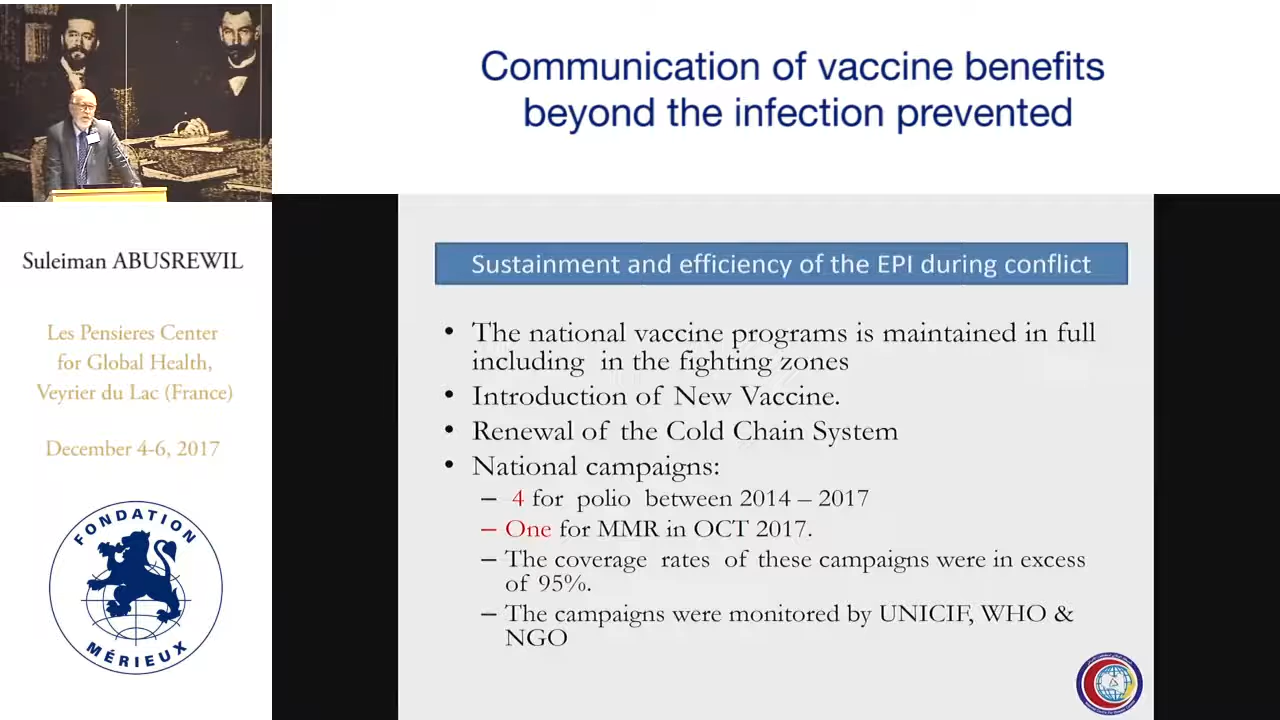 Communication of vaccine benefits
beyond the infection prevented
Suleiman ABUSREWIL
Les Pensieres Center
for Global Health,
Veyrier du Lac (France)
December 4-6, 2017
FONDATION
MÉRIEUX
Sustainment and efficiency of the EPI during conflict
• The national vaccine programs is maintained in full
including in the fighting zones
• Introduction of New Vaccine.
• Renewal of the Cold Chain System
• National campaigns:
– 4 for polio between 2014 – 2017
– One for MMR in OCT 2017.
– The coverage rates of these campaigns were in excess
of 95%.
– The campaigns were monitored by UNICIF, WHO &
NGO